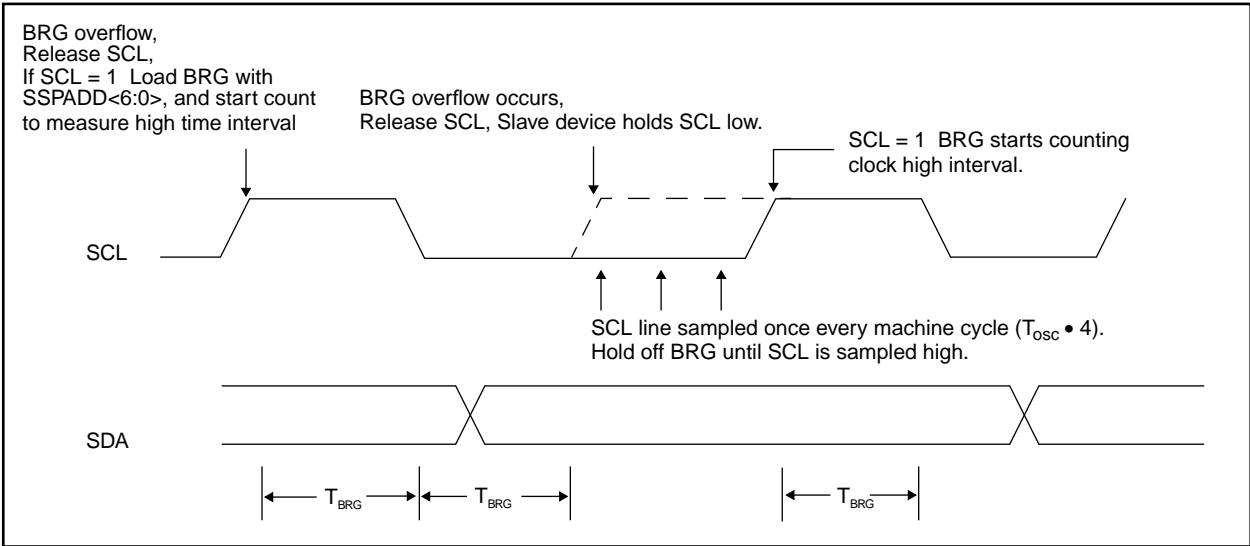 BRG overflow,
Release SCL,
If SCL = 1 Load BRG with
SSPADD<6:0>, and start count
to measure high time interval
BRG overflow occurs,
Release SCL, Slave device holds SCL low.
SCL = 1 BRG starts counting
clock high interval.
SCL
SCL line sampled once every machine cycle (Tosc • 4).
Hold off BRG until SCL is sampled high.
SDA
TBRG
TBRG
TBRG